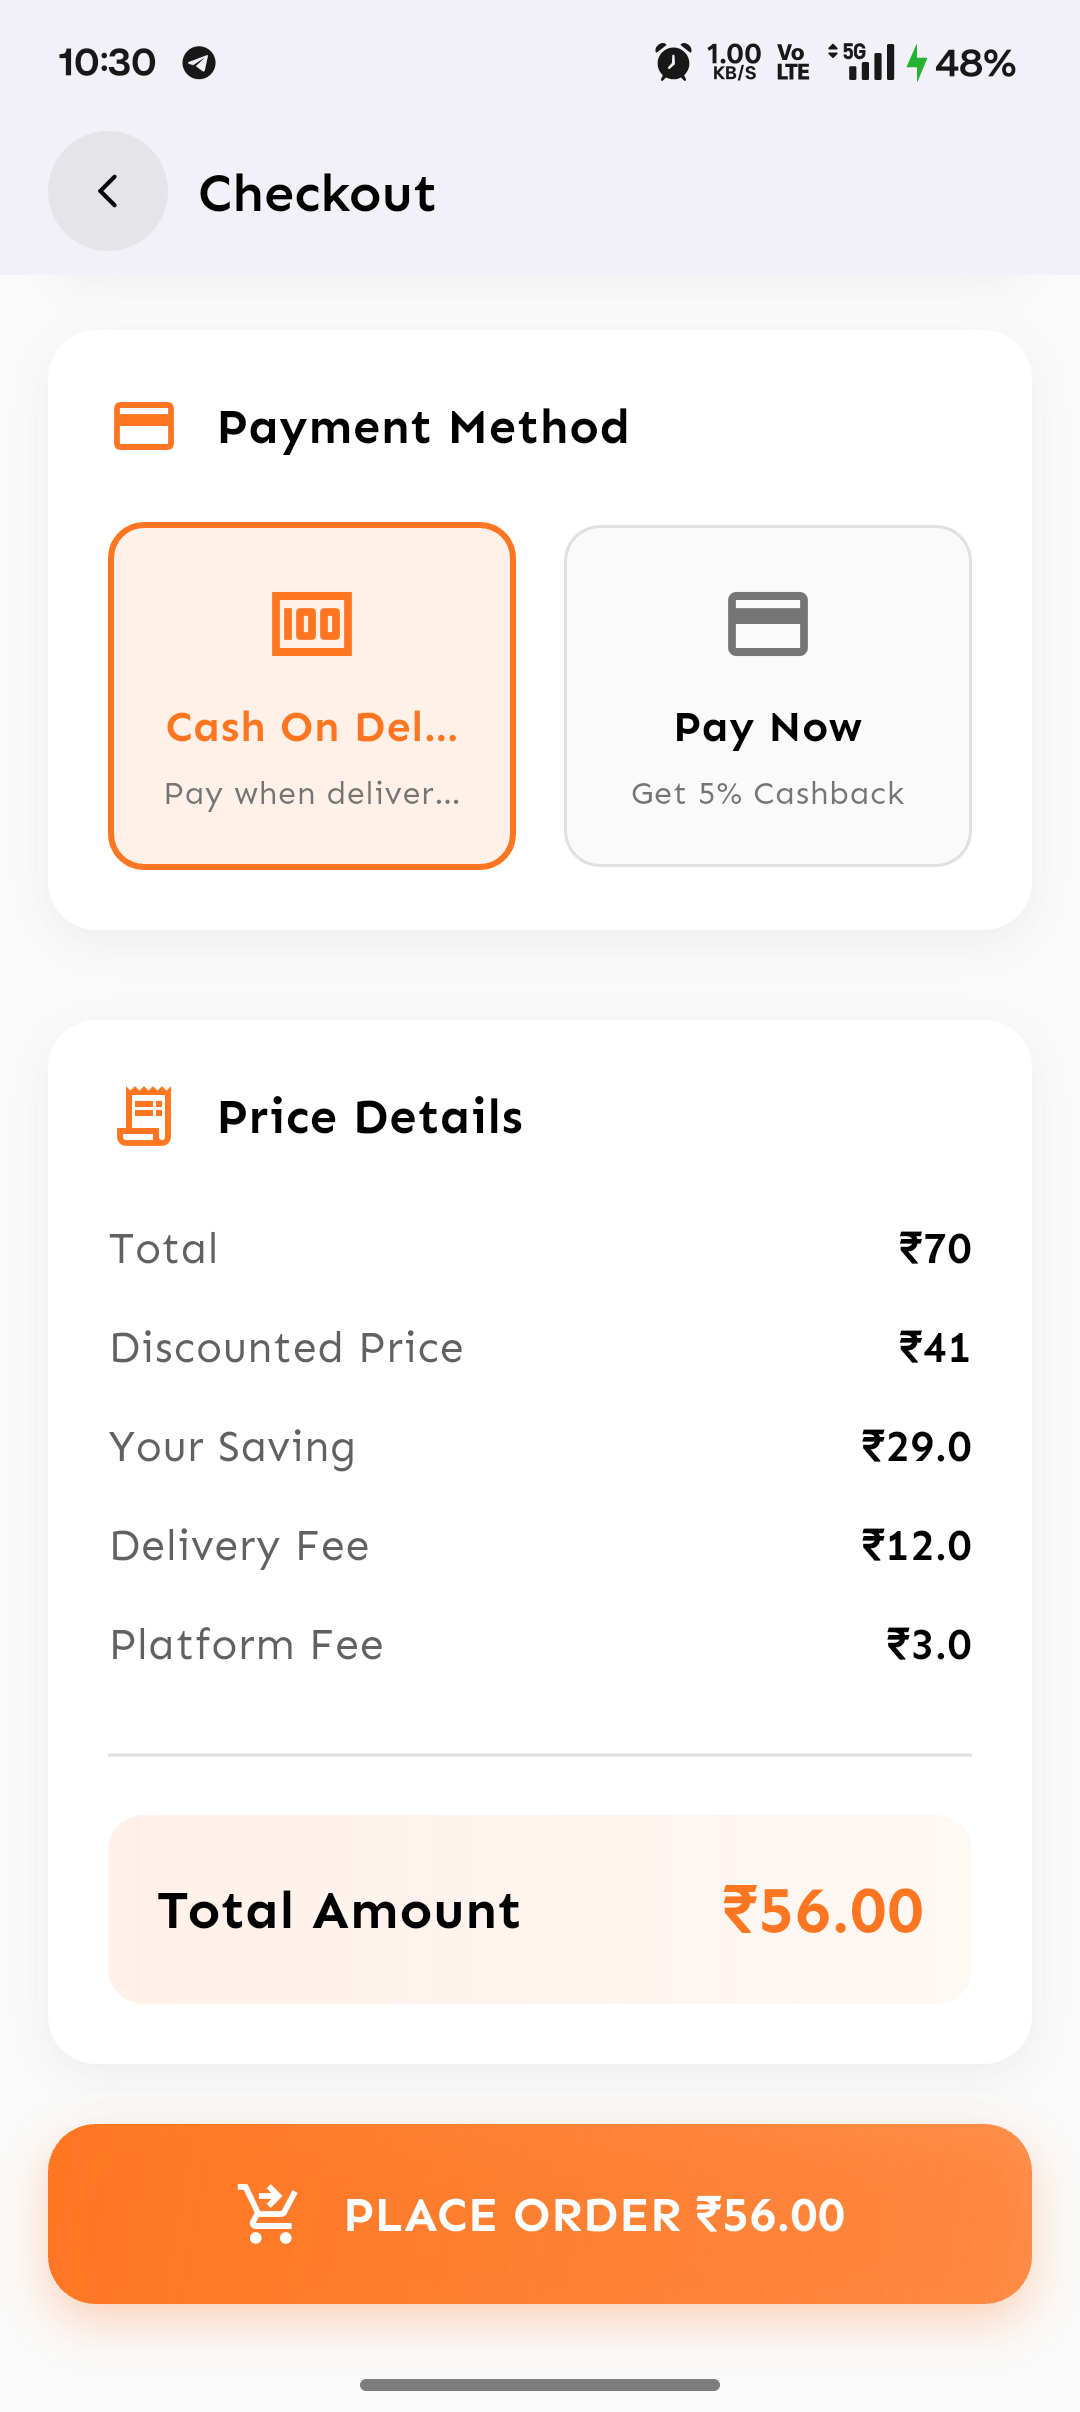 10:30
1.00 KB/S Vo LTE 5G 48%
Checkout
Payment Method
100
Cash On Del...
Pay when deliver...
Pay Now
Get 5% Cashback
Price Details
Total ₹70
Discounted Price ₹41
Your Saving ₹29.0
Delivery Fee ₹12.0
Platform Fee ₹3.0
Total Amount ₹56.00
PLACE ORDER ₹56.00